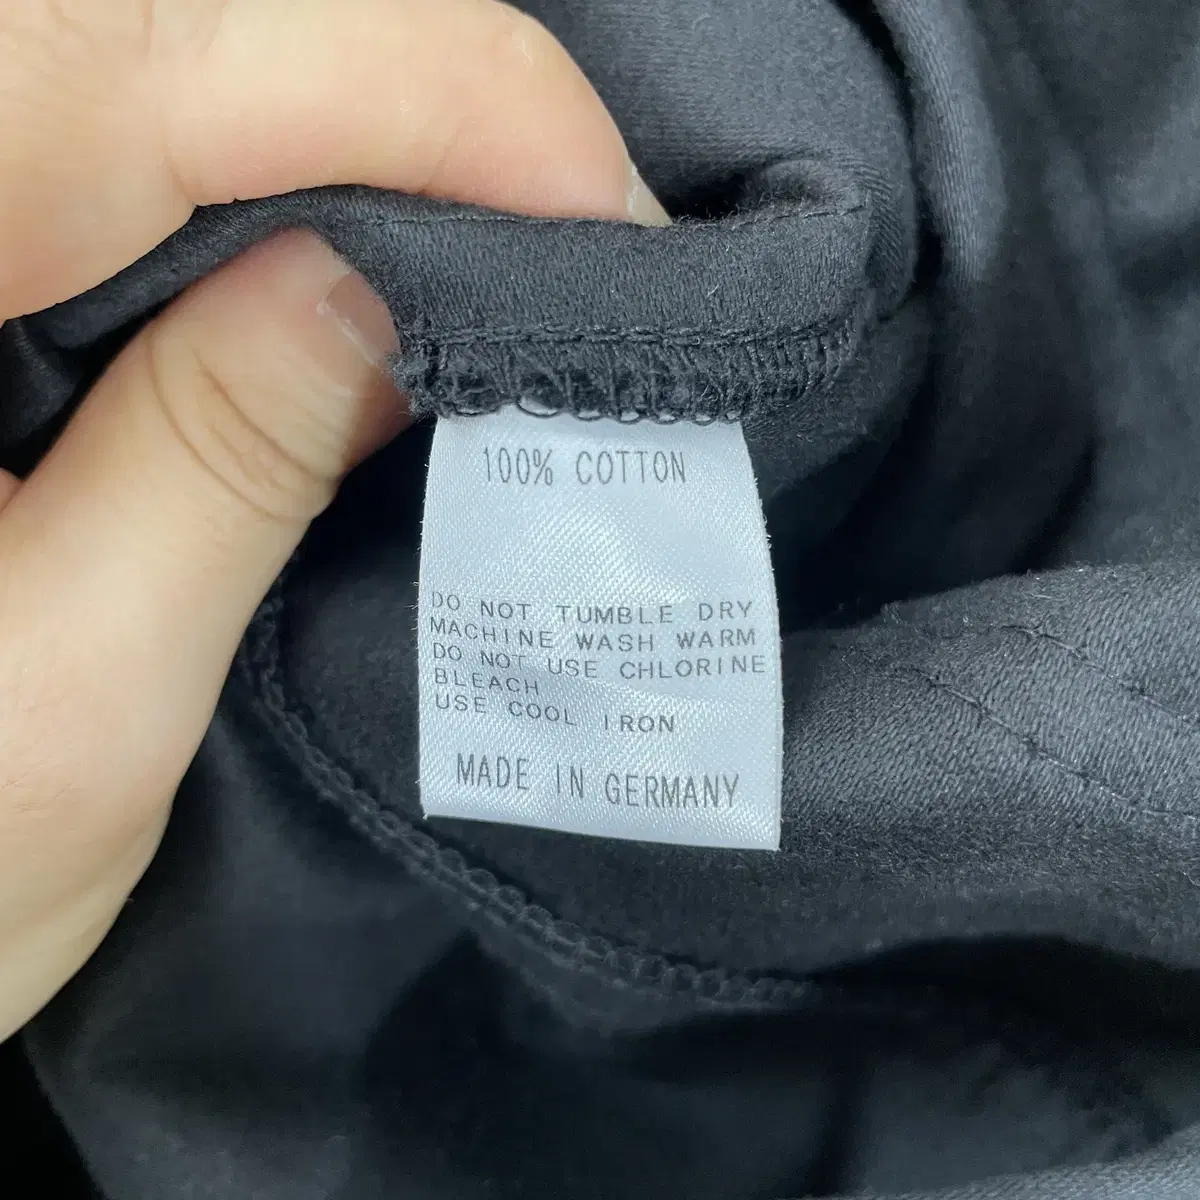 100% COTTON
DO NOT TUMBLE DRY
MACHINE WASH WARM
DO NOT USE CHLORINE
BLEACH
USE COOL IRON
MADE IN GERMANY